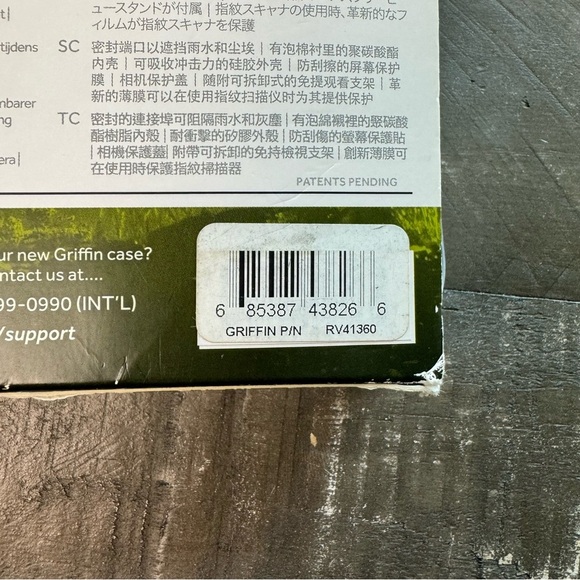 t|
ュースタンドが付属 | 指紋スキャナの使用時、革新的なフ
ィルムが指紋スキャナを保護
tijdens
SC 密封端口以遮挡雨水和尘埃 | 有泡棉衬里的聚碳酸酯
内壳 | 可吸收冲击力的硅胶外壳 | 防刮擦的屏幕保护
膜 | 相机保护盖 | 随附可拆卸式的免提观看支架 | 革
新的薄膜可以在使用指纹扫描仪时为其提供保护
mbarer
ng
TC 密封的連接埠可阻隔雨水和灰塵 | 有泡綿襯裡的聚碳酸
酯樹脂內殼 | 耐衝擊的矽膠外殼 | 防刮傷的螢幕保護貼
| 相機保護蓋| 附帶可拆卸的免持檢視支架 | 創新薄膜可
在使用時保護指紋掃描器
era|
PATENTS PENDING
ur new Griffin case?
ntact us at....
99-0990 (INT'L)
/support
6 85387 43826 6
GRIFFIN P/N RV41360